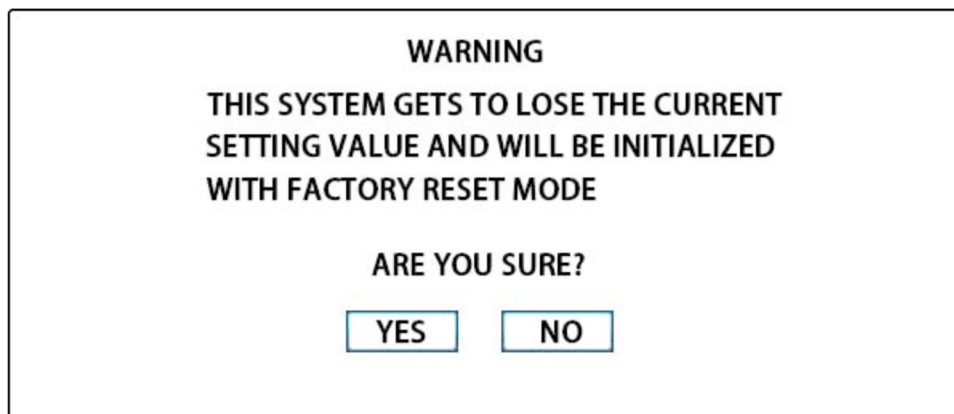 WARNING
THIS SYSTEM GETS TO LOSE THE CURRENT
SETTING VALUE AND WILL BE INITIALIZED
WITH FACTORY RESET MODE
ARE YOU SURE?
YES NO